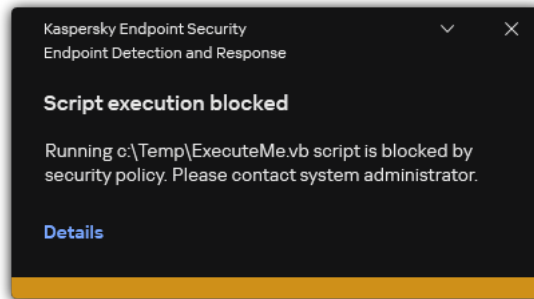 Kaspersky Endpoint Security
Endpoint Detection and Response
Script execution blocked
Running c:\Temp\ExecuteMe.vb script is blocked by
security policy. Please contact system administrator.
Details